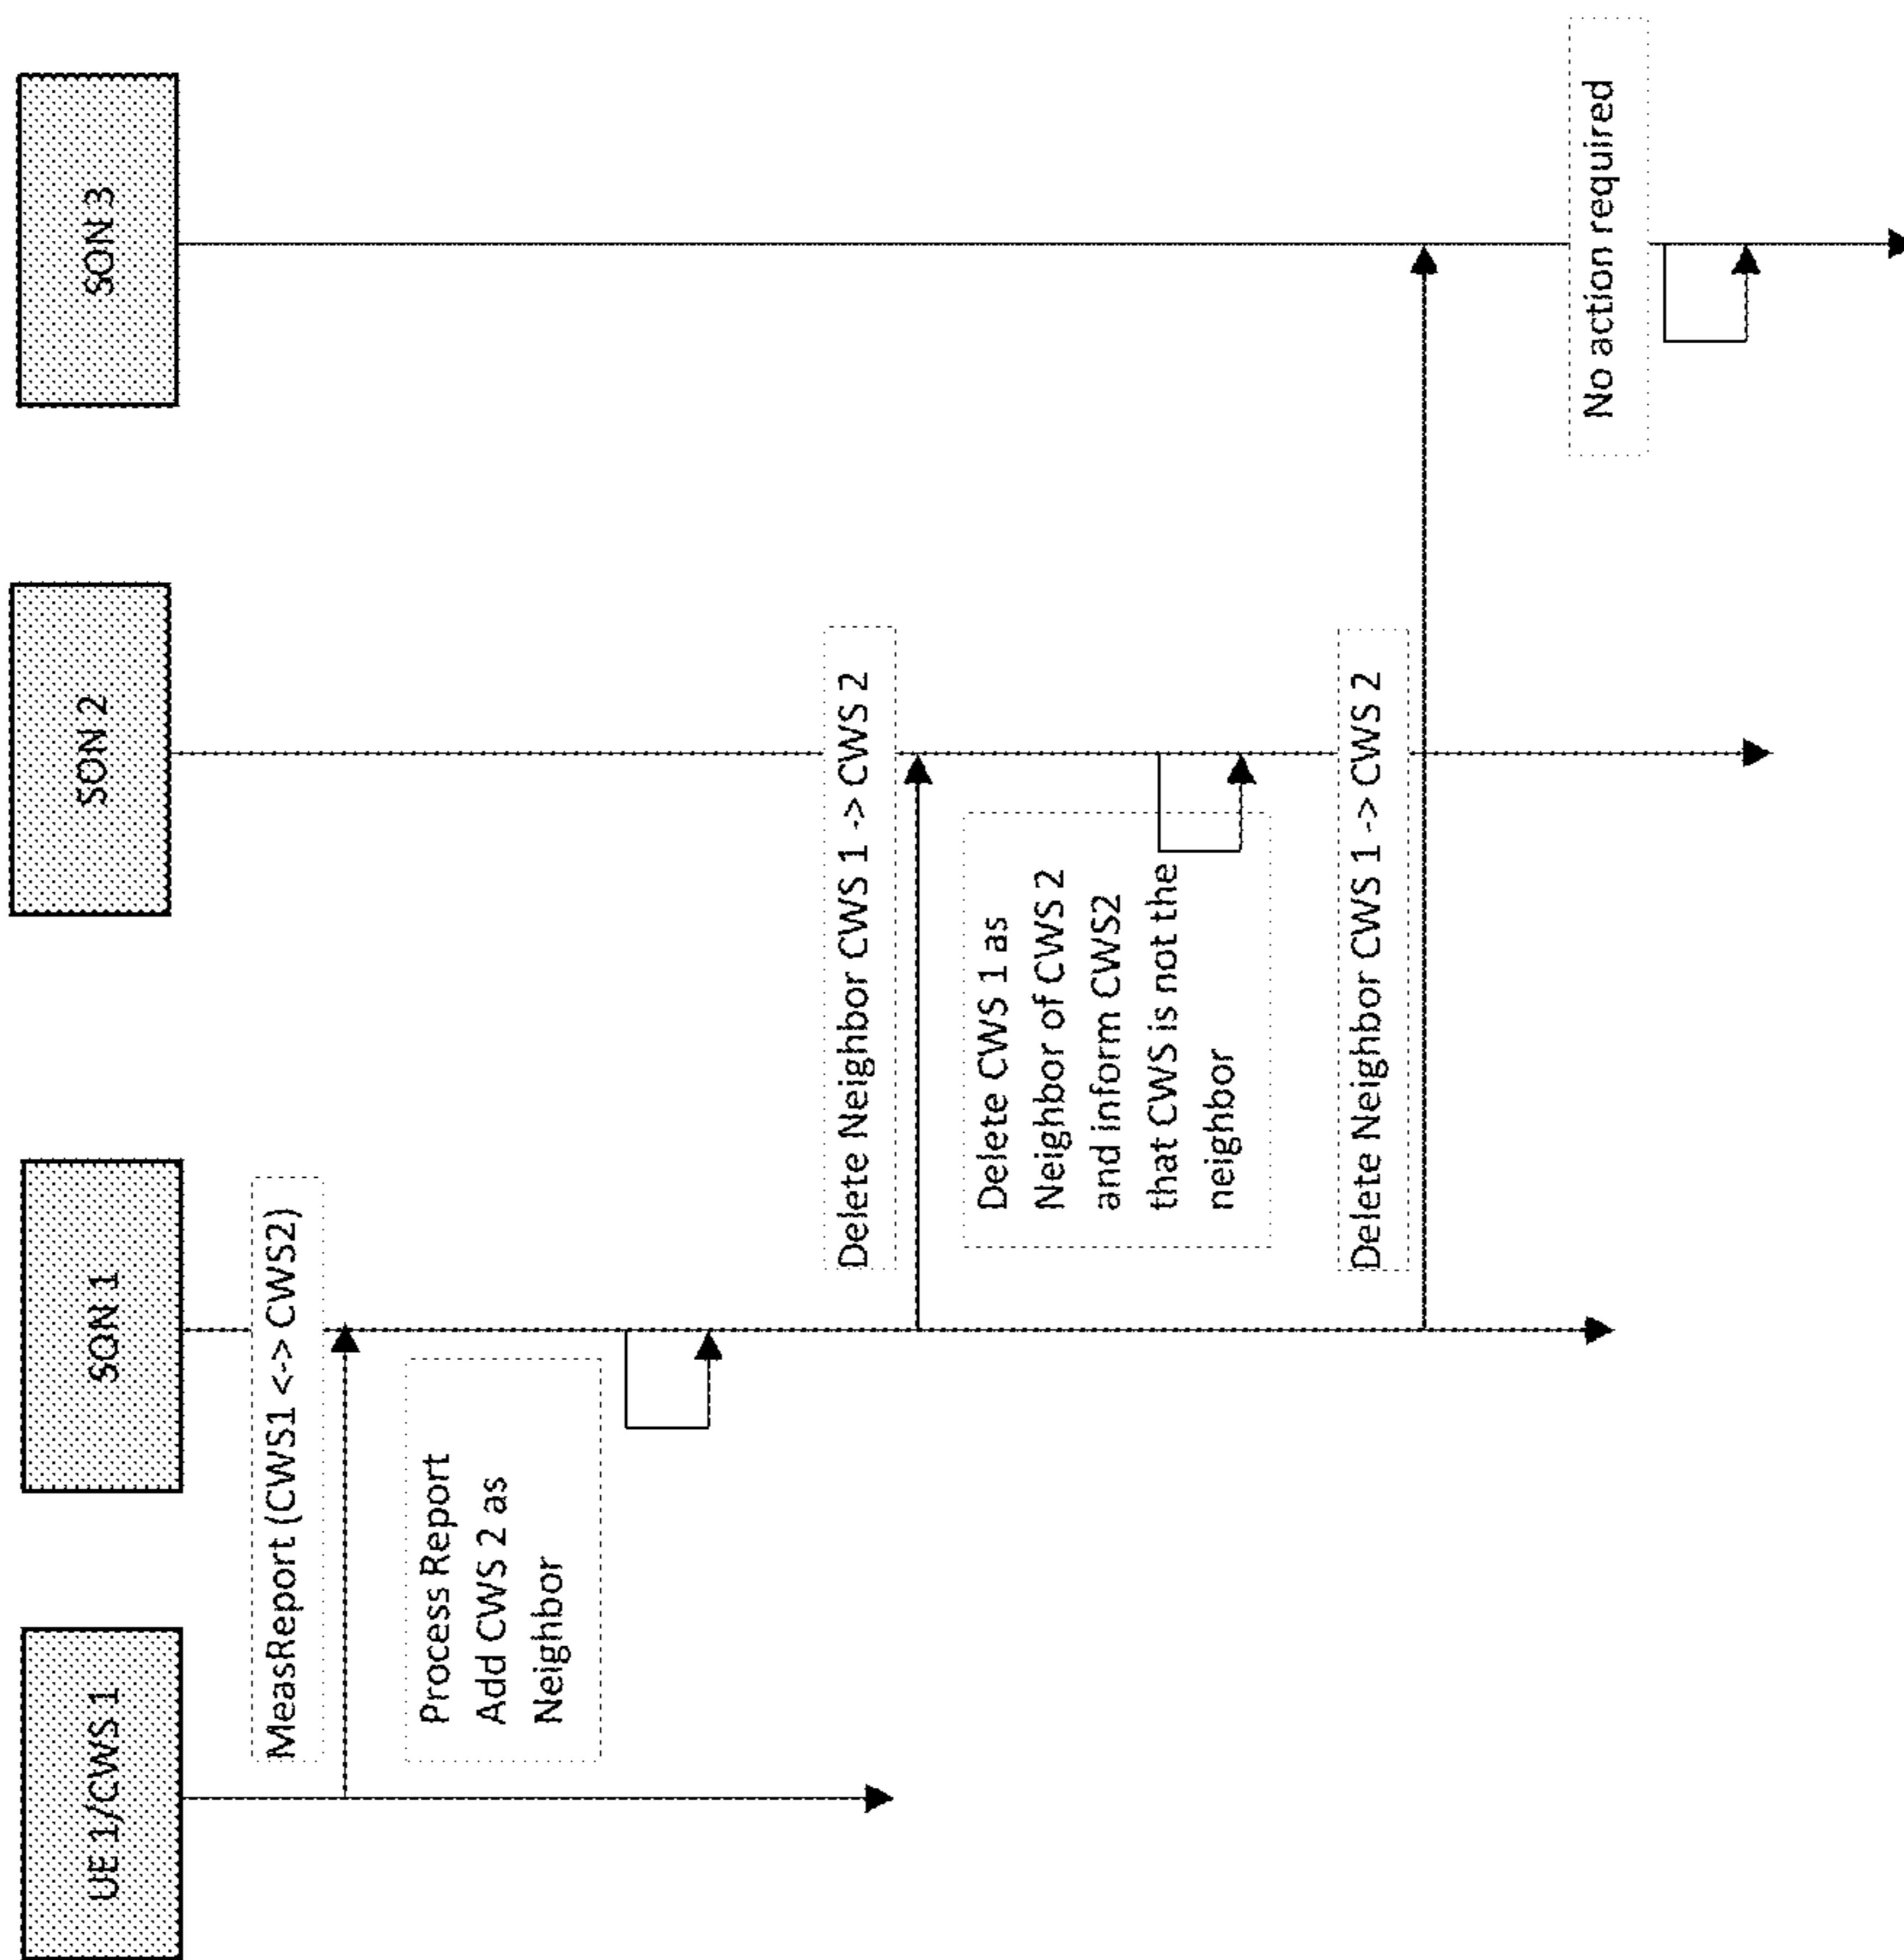 UE 1/CWS 1
SON 1
SON 2
SON 3
MeasReport (CWS1 <-> CWS2)
Process Report
Add CWS 2 as
Neighbor
Delete Neighbor CWS 1 -> CWS 2
Delete CWS 1 as
Neighbor of CWS 2
and inform CWS2
that CWS is not the
neighbor
Delete Neighbor CWS 1 -> CWS 2
No action required